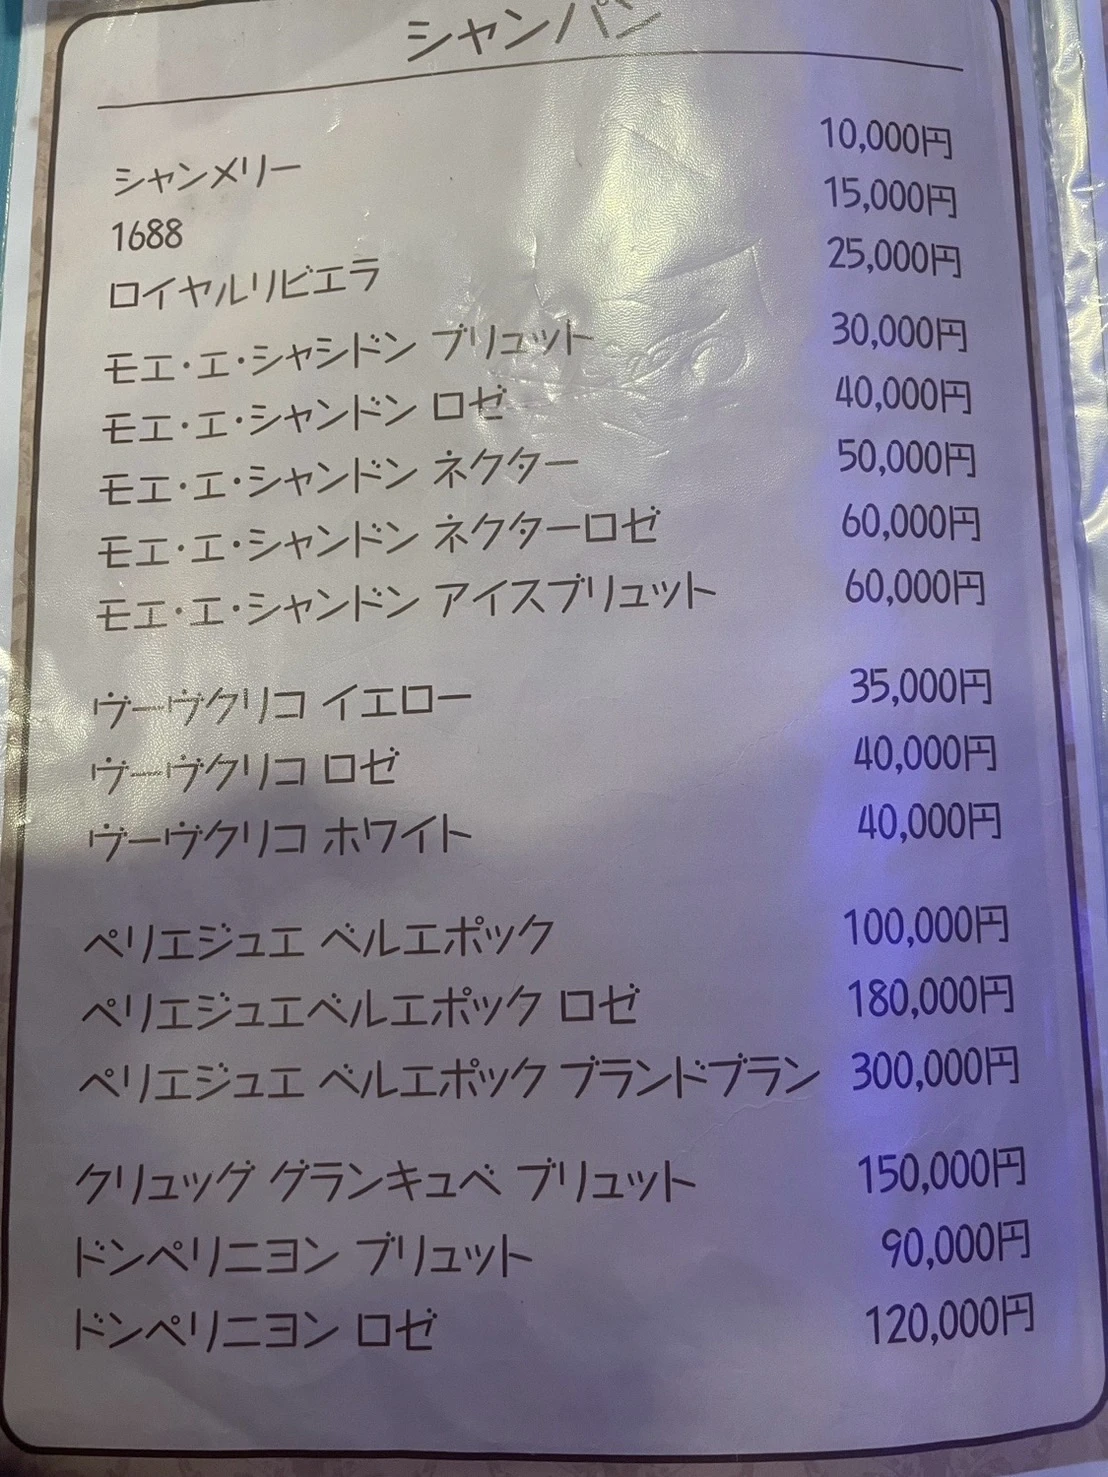 シャンパン
シャンメリー 10,000円
1688 15,000円
ロイヤルリビエラ 25,000円
モエ・エ・シャシドン ブリュット 30,000円
モエ・エ・シャンドン ロゼ 40,000円
モエ・エ・シャンドン ネクター 50,000円
モエ・エ・シャンドン ネクターロゼ 60,000円
モエ・エ・シャンドン アイスブリュット 60,000円
ヴーヴクリコ イエロー 35,000円
ヴーヴクリコ ロゼ 40,000円
ヴーヴクリコ ホワイト 40,000円
ペリエジュエ ベルエポック 100,000円
ペリエジュエベルエポック ロゼ 180,000円
ペリエジュエ ベルエポック ブランドブラン 300,000円
クリュッグ グランキュベ ブリュット 150,000円
ドンペリニヨン ブリュット 90,000円
ドンペリニヨン ロゼ 120,000円